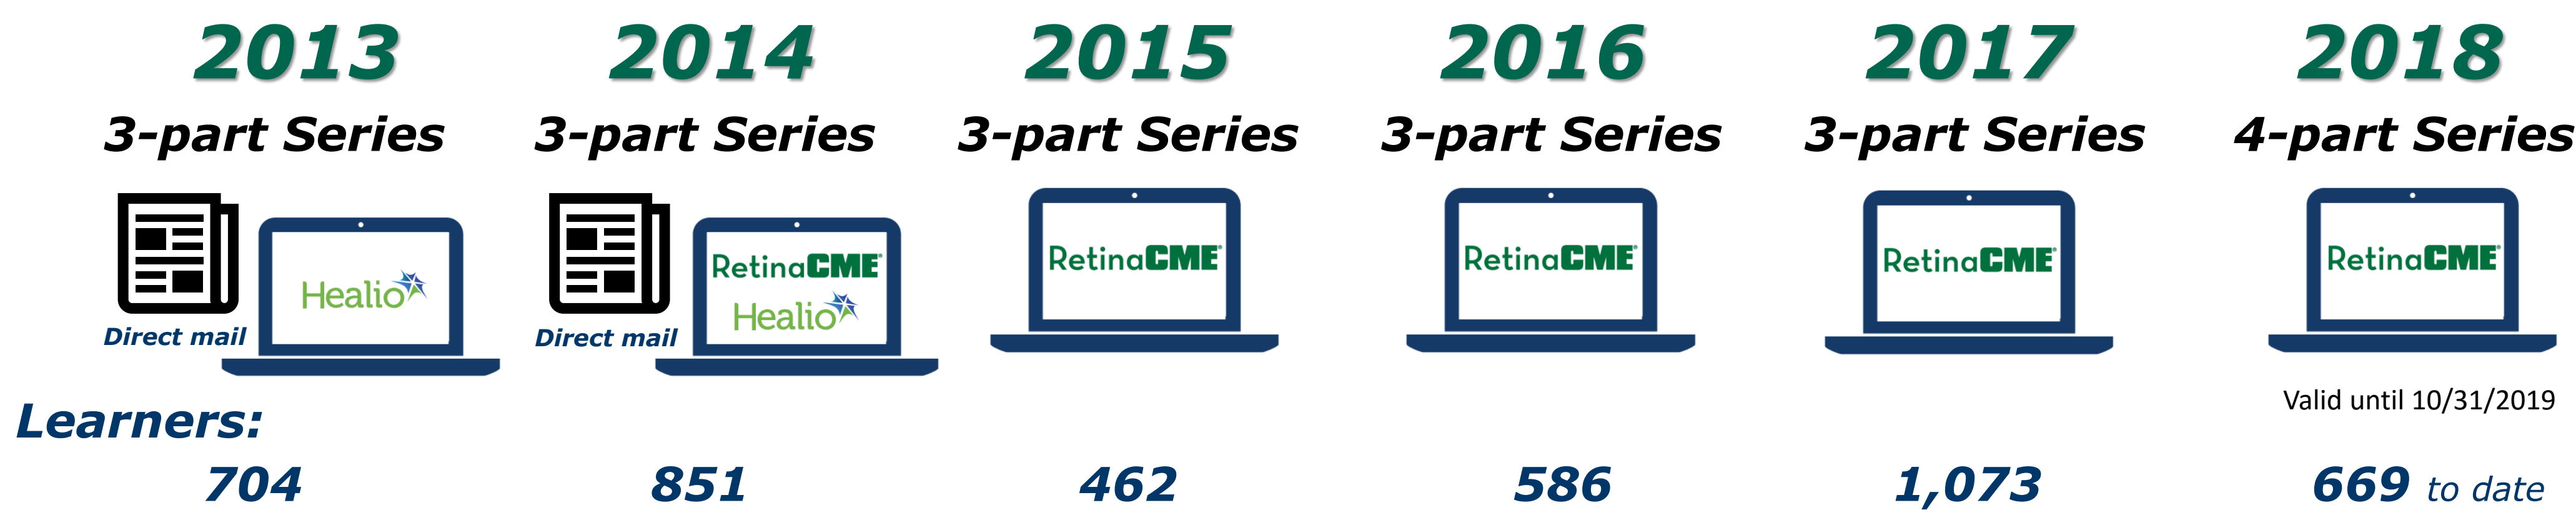 2013 2014 2015 2016 2017 2018
3-part Series 3-part Series 3-part Series 3-part Series 3-part Series 4-part Series
Healio
Direct mail
RetinaCME®
Healio
Direct mail
RetinaCME®
RetinaCME®
RetinaCME®
RetinaCME®
Valid until 10/31/2019
Learners:
704 851 462 586 1,073 669 to date